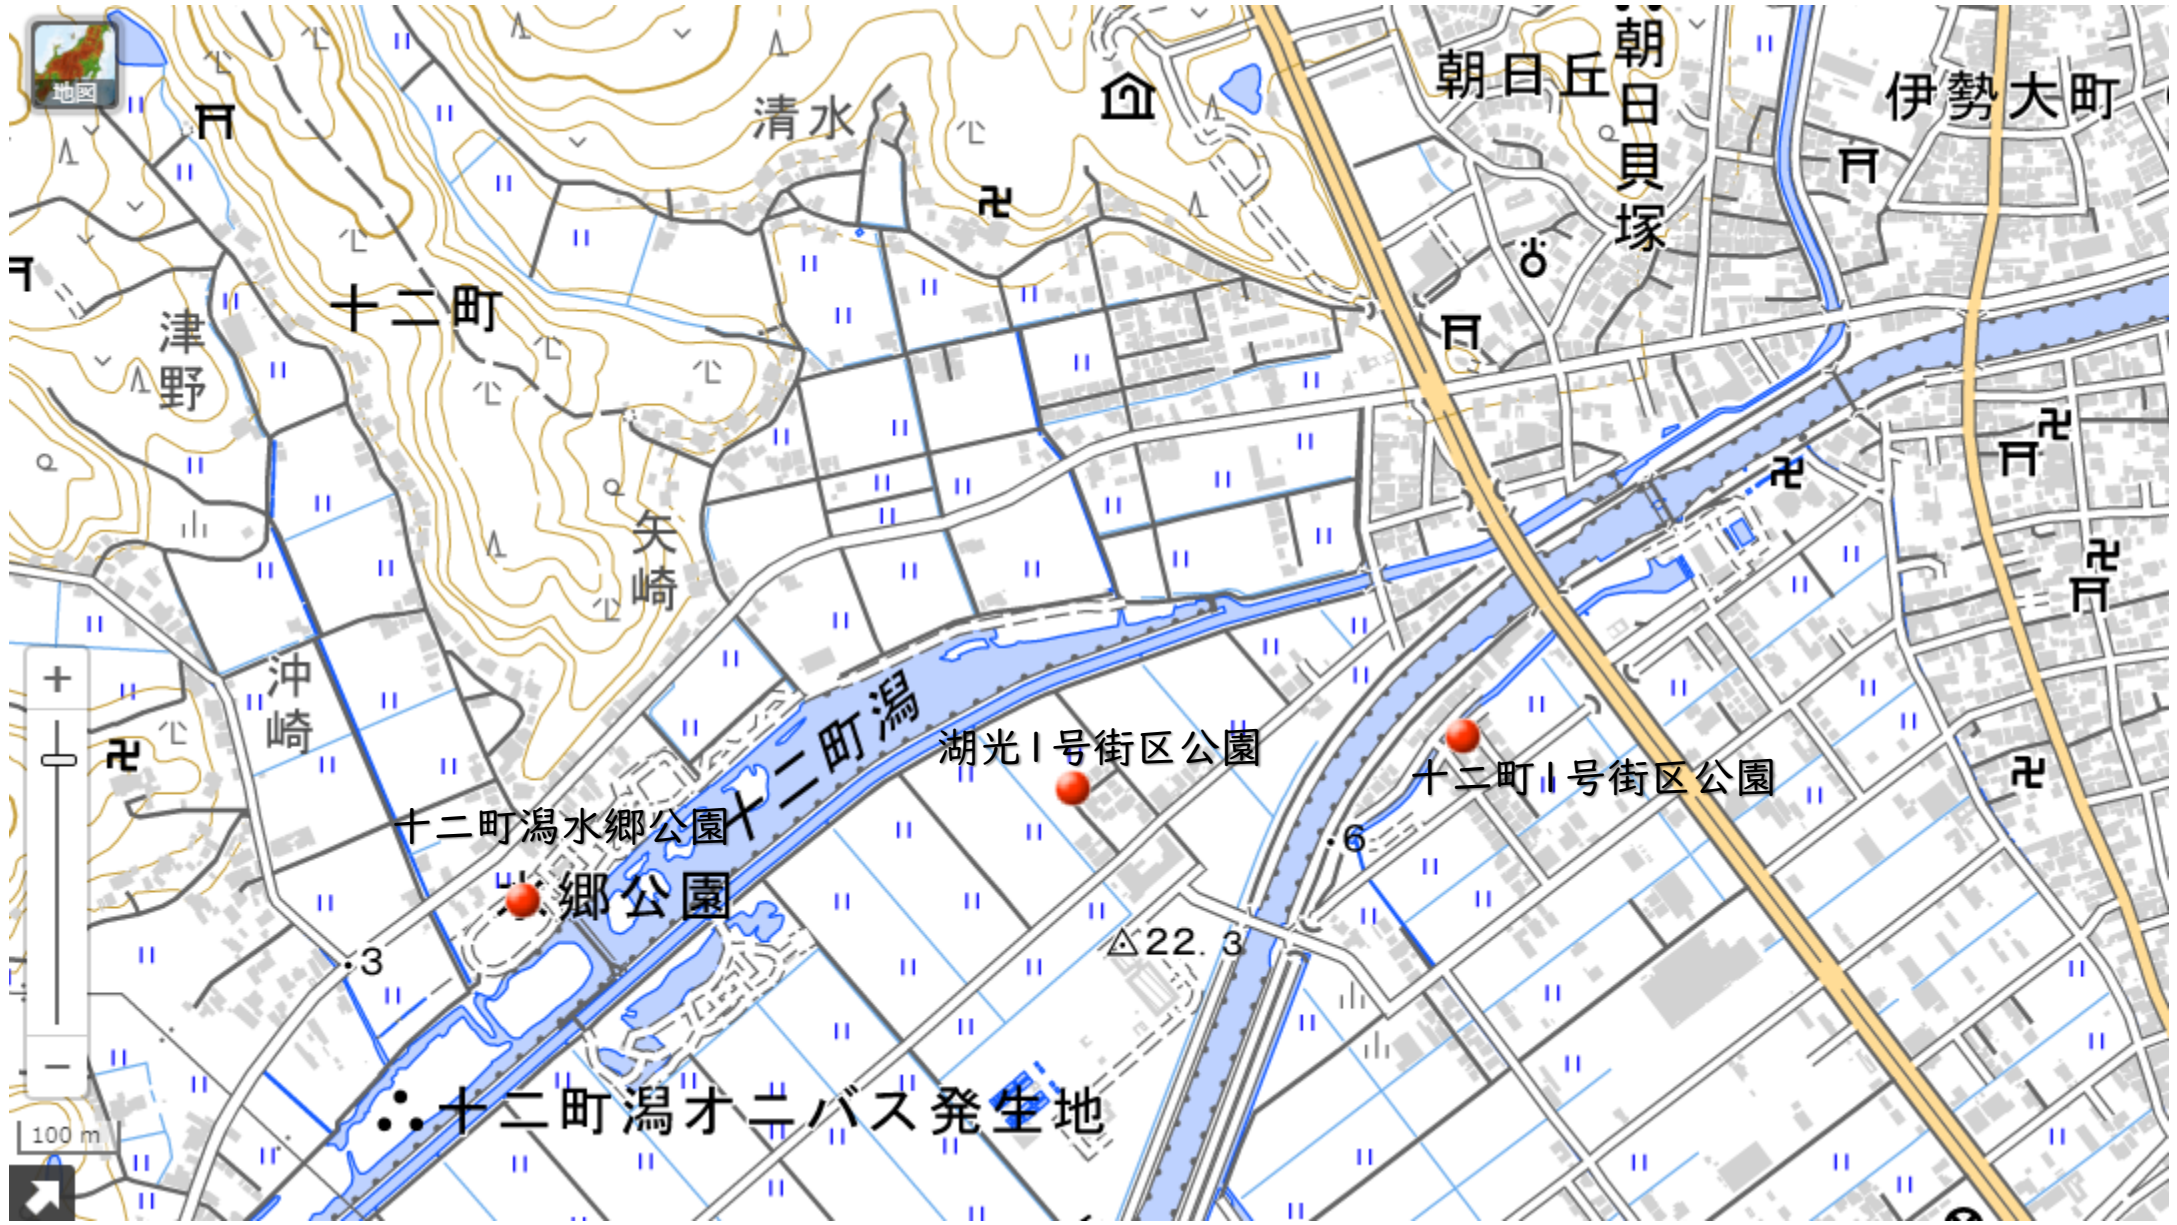 地図
清水
朝日丘
朝日貝塚
伊勢大町
十二町
津野
矢崎
沖崎
十二町潟
湖光1号街区公園
十二町1号街区公園
十二町潟水郷公園
水郷公園
6
22.3
3
十二町潟オニバス発生地
+
−
100 m